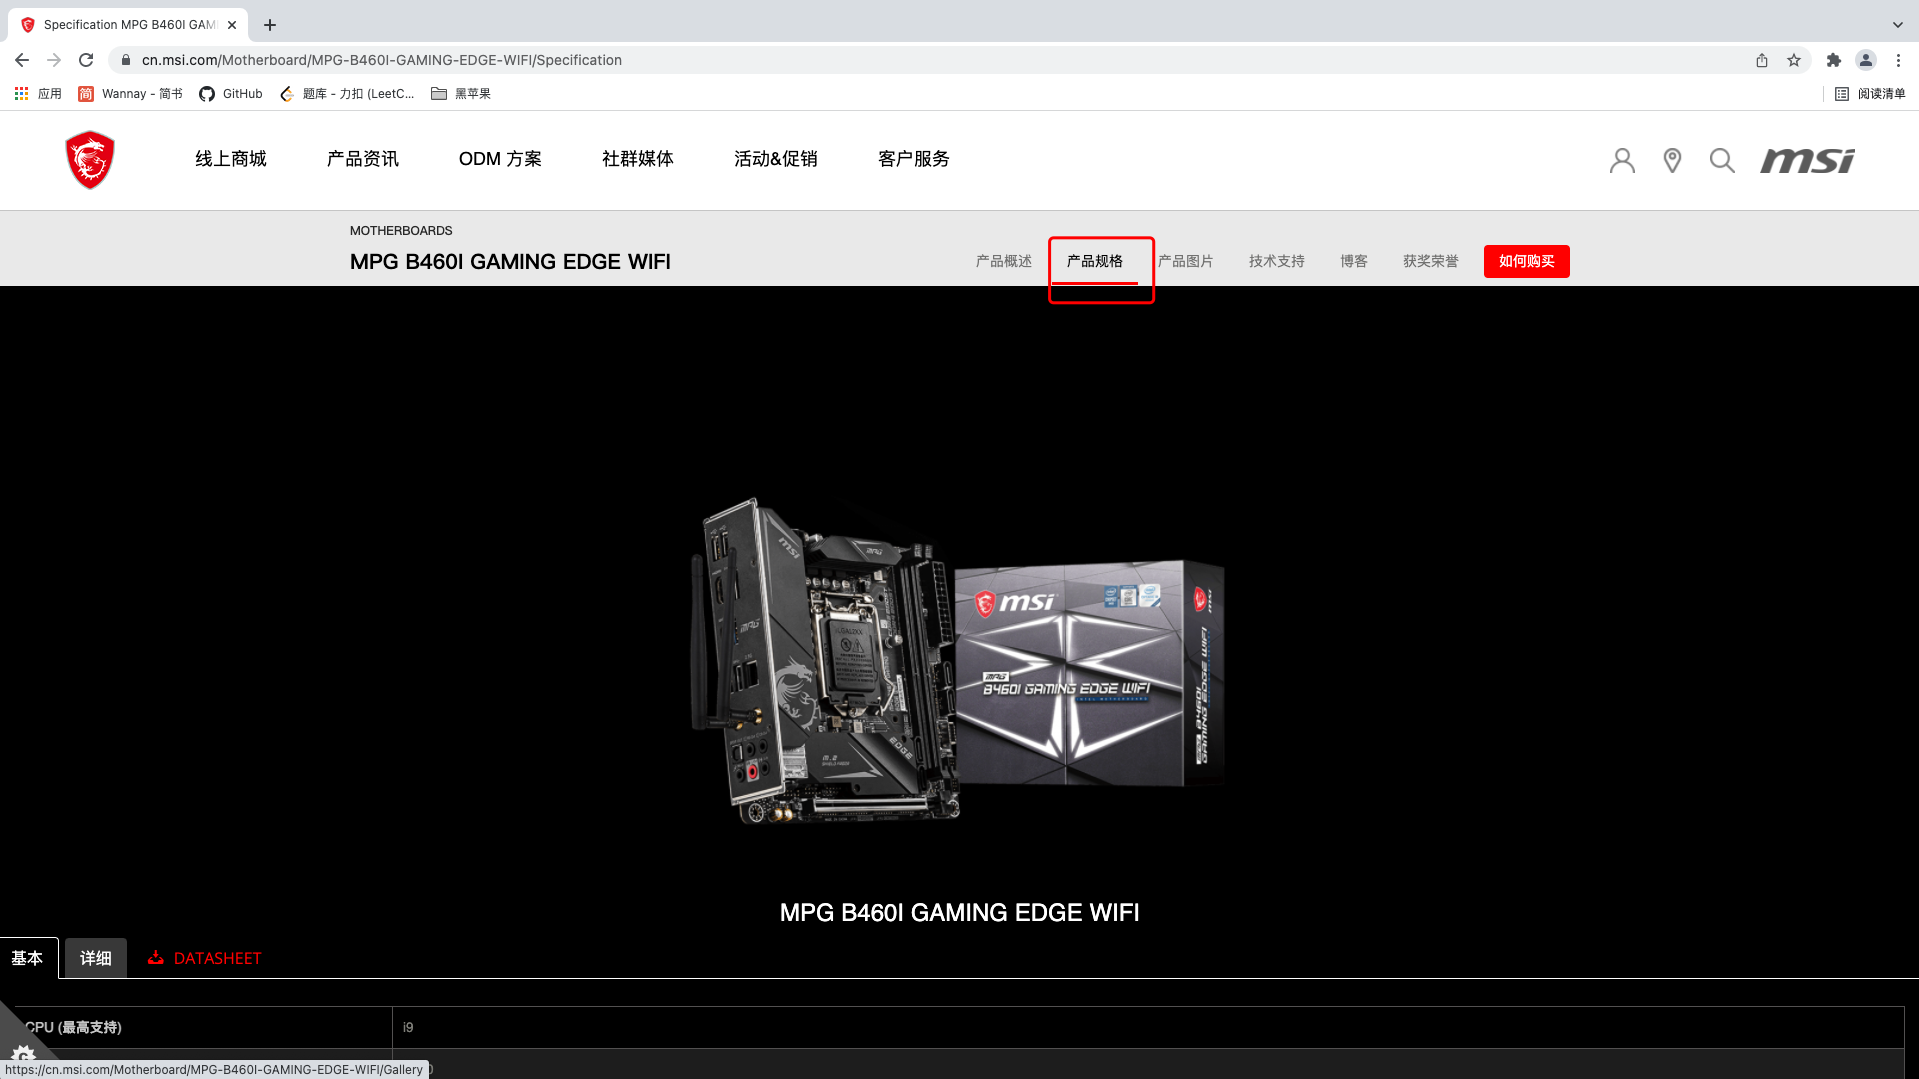 Specification MPG B460I GAM
cn.msi.com/Motherboard/MPG-B460I-GAMING-EDGE-WIFI/Specification
应用 Wannay - 简书 GitHub 题库 - 力扣 (LeetC... 黑苹果 阅读清单
线上商城 产品资讯 ODM 方案 社群媒体 活动&促销 客户服务 msi
MOTHERBOARDS
MPG B460I GAMING EDGE WIFI 产品概述 产品规格 产品图片 技术支持 博客 获奖荣誉 如何购买
msi
MPG
B460I GAMING EDGE WIFI
MPG B460I GAMING EDGE WIFI
基本 详细 DATASHEET
CPU (最高支持) i9
https://cn.msi.com/Motherboard/MPG-B460I-GAMING-EDGE-WIFI/Gallery